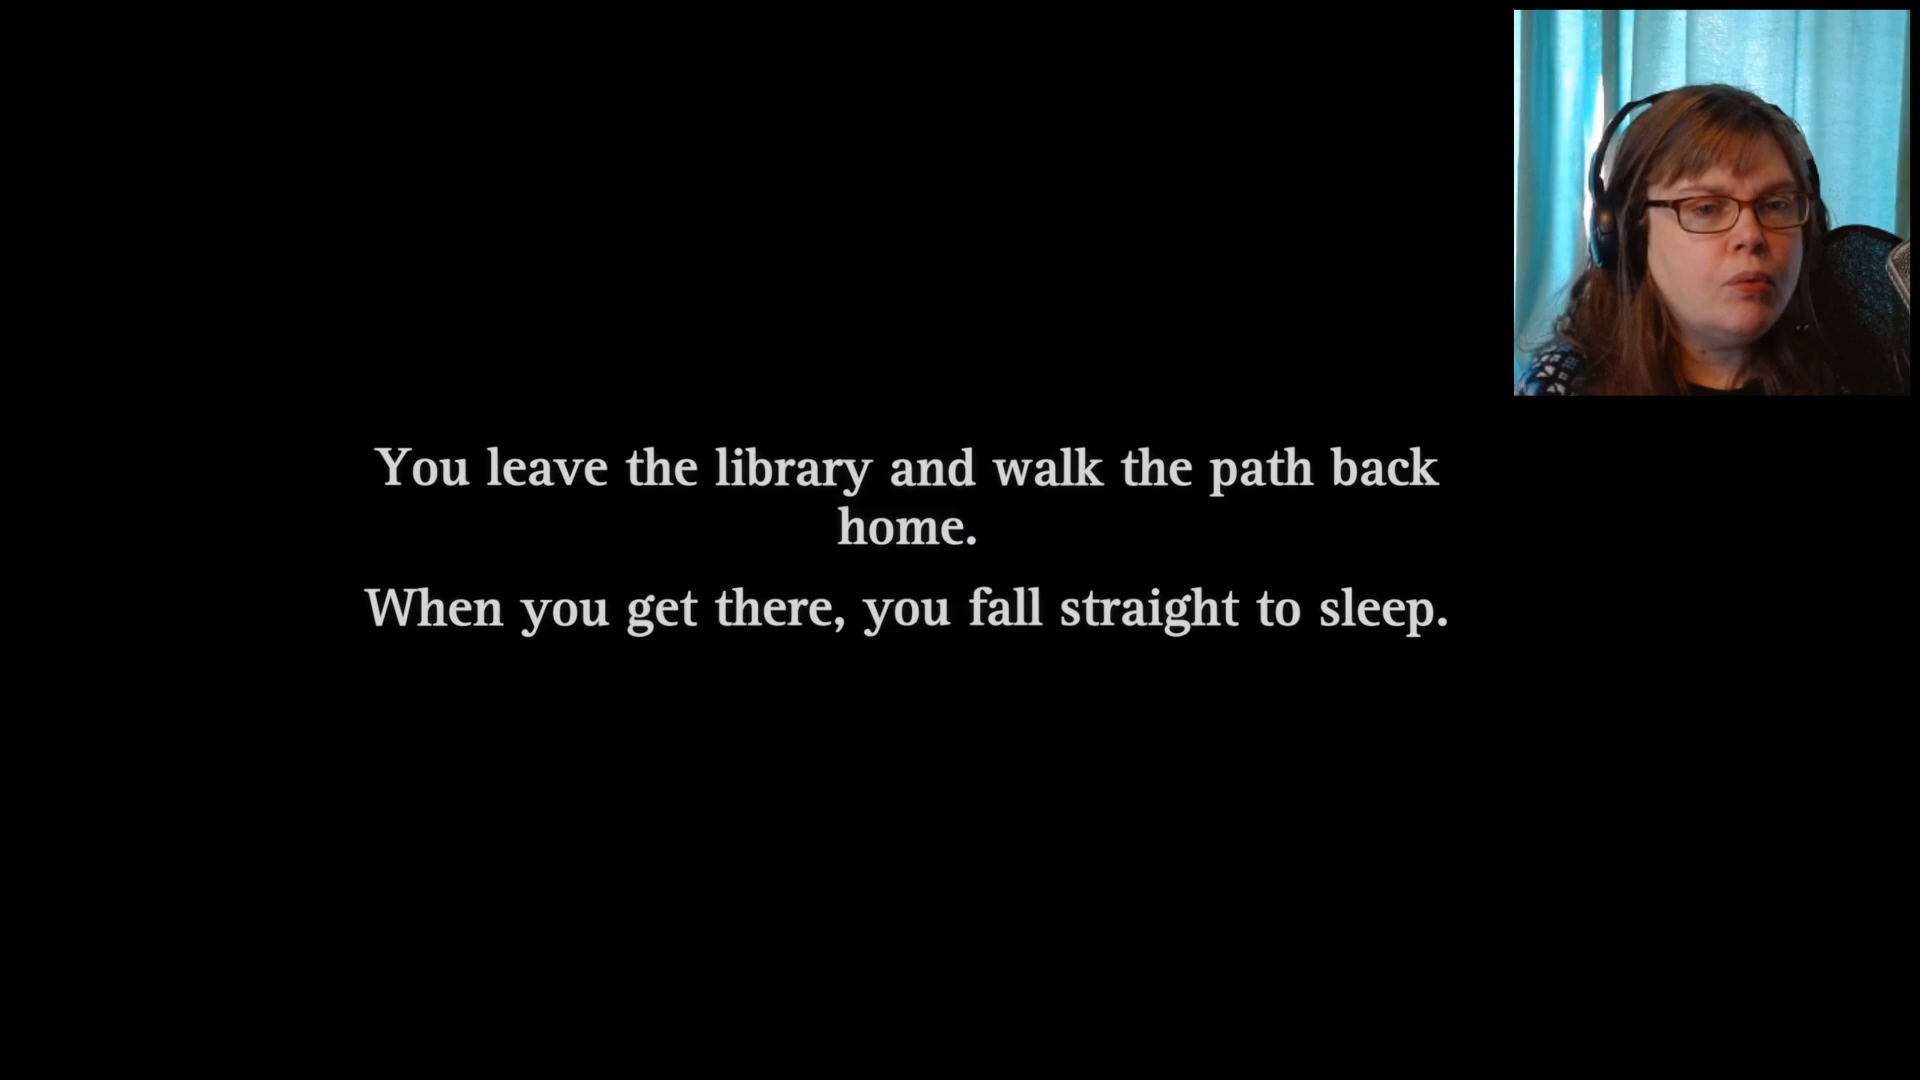 You leave the library and walk the path back
home.
When you get there, you fall straight to sleep.